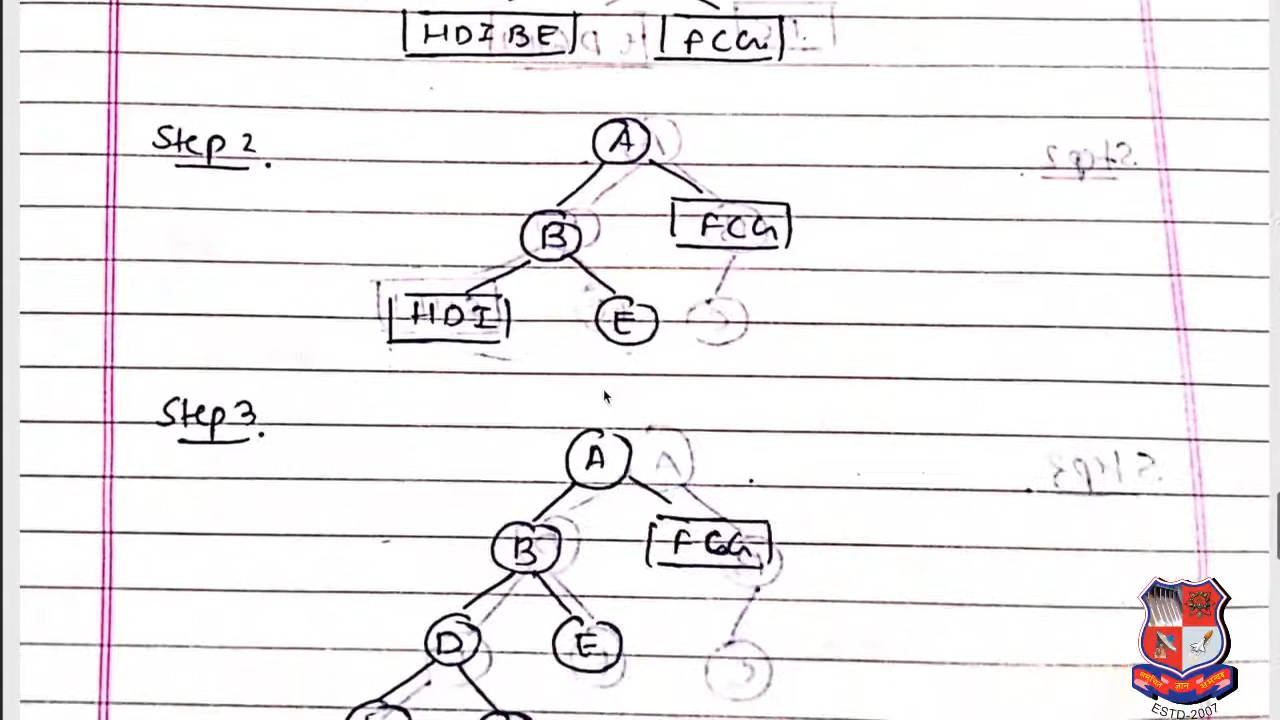 HDIBE FCG
Step 2.
A
B FCG
HDI E
Step 3.
A
B FCG
D E
ESTD-2007